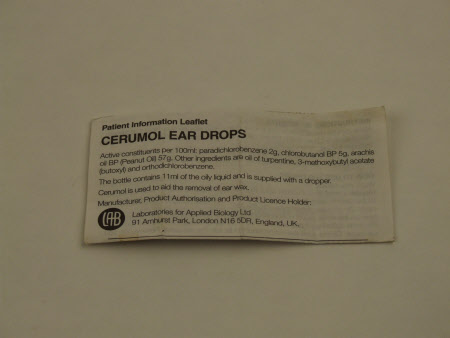 Patient Information Leaflet
CERUMOL EAR DROPS
Active constituents per 100ml: paradichlorobenzene 2g, chlorobutanol BP 5g, arachis
oil BP (Peanut Oil) 57g. Other ingredients are oil of turpentine, 3-methoxybutyl acetate
(butoxyl) and orthodichlorobenzene.
The bottle contains 11ml of the oily liquid and is supplied with a dropper.
Cerumol is used to aid the removal of ear wax.
Manufacturer, Product Authorisation and Product Licence Holder:
LAB
Laboratories for Applied Biology Ltd.
91 Amhurst Park, London N16 5DR, England, UK.